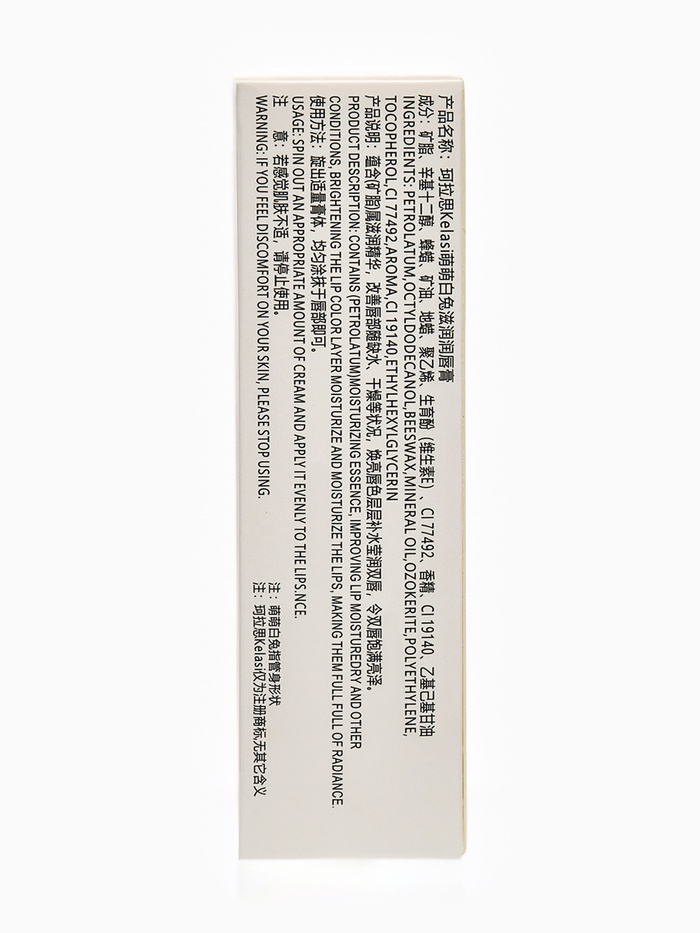 产品名称：珂拉思Kelasi萌萌白兔滋润润唇膏
成分：矿脂、辛基十二醇、蜂蜡、矿油、地蜡、聚乙烯、生育酚（维生素E）、CI 77492、香精、CI 19140、乙基己基甘油
INGREDIENTS: PETROLATUM,OCTYLDODECANOL,BEESWAX,MINERAL OIL,OZOKERITE,POLYETHYLENE,
TOCOPHEROL,CI 77492,AROMA,CI 19140,ETHYLHEXYLGLYCERIN
产品说明：蕴含(矿脂)属滋润精华，改善唇部随缺水、干燥等状况，焕亮唇色层层补水莹润双唇，令双唇饱满亮泽。
PRODUCT DESCRIPTION: CONTAINS (PETROLATUM)MOISTURIZING ESSENCE, IMPROVING LIP MOISTUREDRY AND OTHER
CONDITIONS, BRIGHTENING THE LIP COLOR LAYER MOISTURIZE AND MOISTURIZE THE LIPS, MAKING THEM FULL FULL OF RADIANCE.
使用方法：旋出适量膏体，均匀涂抹于唇部即可。
USAGE: SPIN OUT AN APPROPRIATE AMOUNT OF CREAM AND APPLY IT EVENLY TO THE LIPS.NCE.
注 意：若感觉肌肤不适，请停止使用。
WARNING: IF YOU FEEL DISCOMFORT ON YOUR SKIN, PLEASE STOP USING.
注：萌萌白兔指管身形状
注：珂拉思Kelasi仅为注册商标,无其它含义